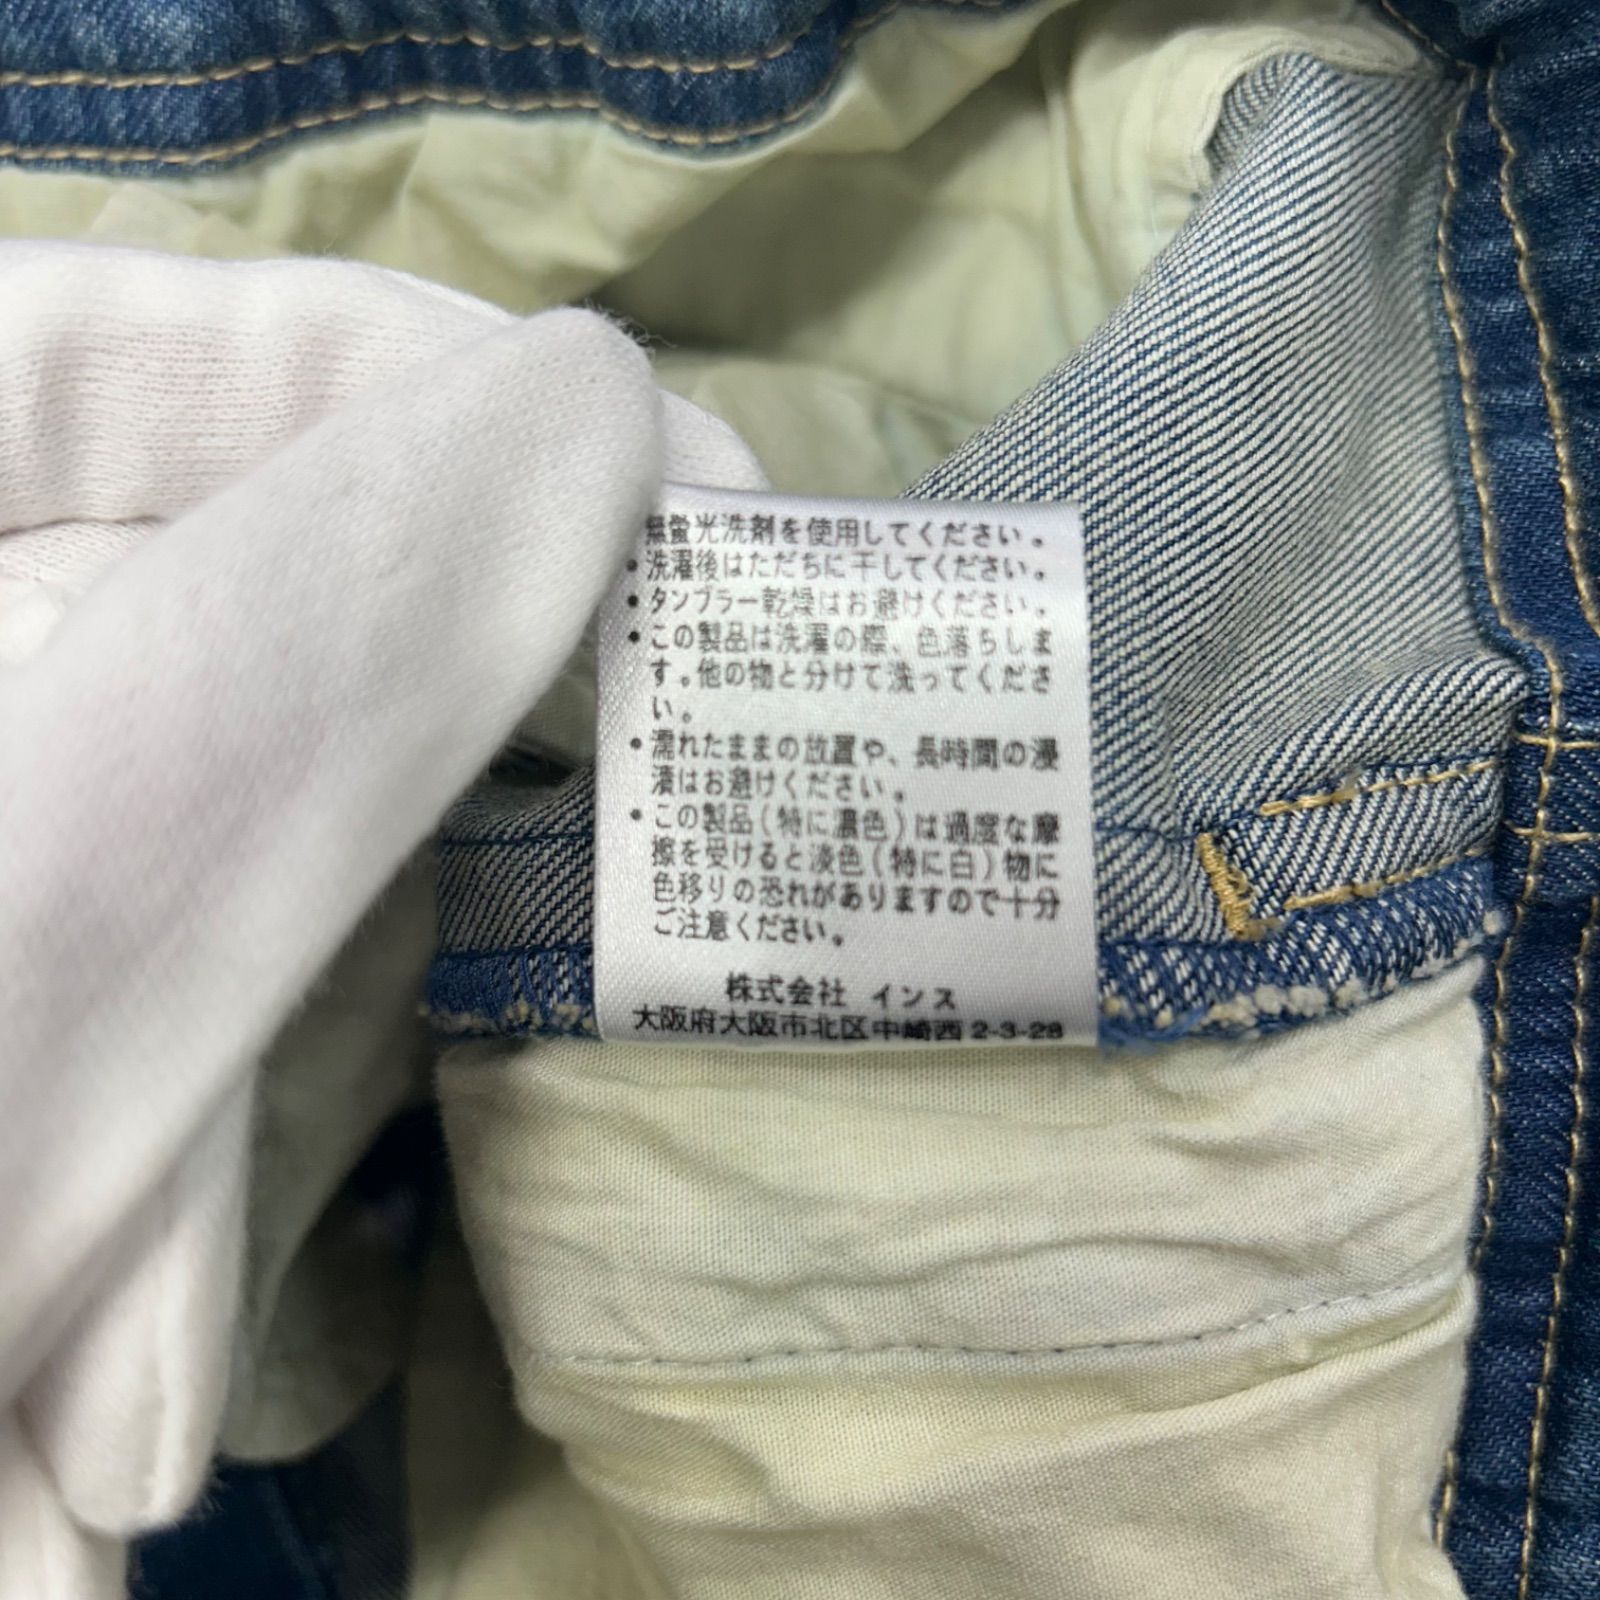 無蛍光洗剤を使用してください。
・洗濯後はただちに干してください。
・タンブラー乾燥はお避けください。
・この製品は洗濯の際、色落ちしま
す。他の物と分けて洗ってくださ
い。
・濡れたままの放置や、長時間の浸
漬はお避けください。
・この製品(特に濃色)は過度な摩
擦を受けると淡色(特に白)物に
色移りの恐れがありますので十分
ご注意ください。
株式会社 インス
大阪府大阪市北区中崎西2-3-28